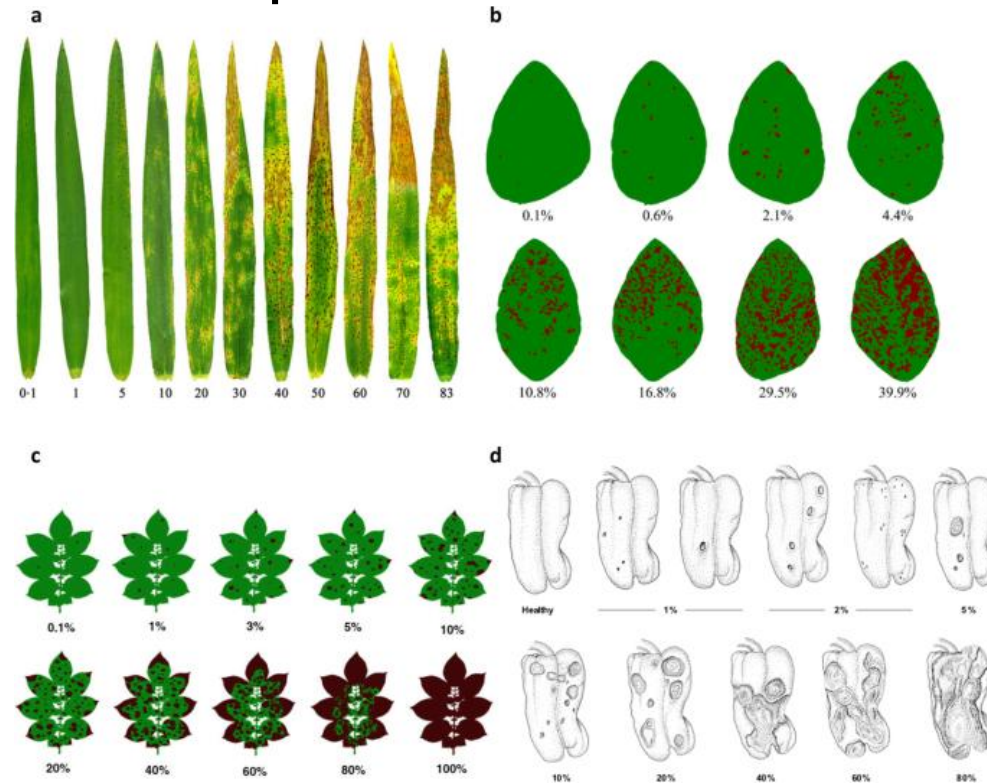 a
0·1 1 5 10 20 30 40 50 60 70 83
b
0.1% 0.6% 2.1% 4.4%
10.8% 16.8% 29.5% 39.9%
c
0.1% 1% 3% 5% 10%
20% 40% 60% 80% 100%
d
Healthy 1% 2% 5%
10% 20% 40% 60% 80%